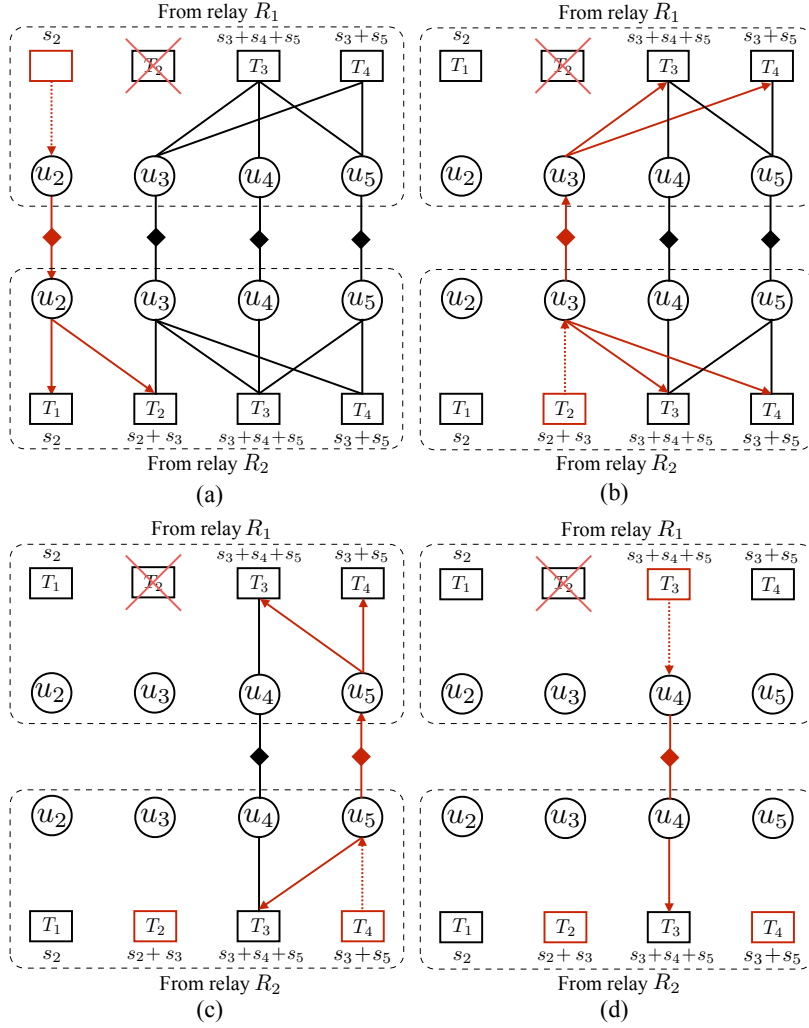 From relay R₁ From relay R₁
s₂ s₃+s₄+s₅ s₃+s₅ s₂ s₃+s₄+s₅ s₃+s₅
T₂ T₃ T₄ T₁ T₂ T₃ T₄
u₂ u₃ u₄ u₅ u₂ u₃ u₄ u₅
u₂ u₃ u₄ u₅ u₂ u₃ u₄ u₅
T₁ T₂ T₃ T₄ T₁ T₂ T₃ T₄
s₂ s₂+s₃ s₃+s₄+s₅ s₃+s₅ s₂ s₂+s₃ s₃+s₄+s₅ s₃+s₅
From relay R₂ From relay R₂
(a) (b)
From relay R₁ From relay R₁
s₂ s₃+s₄+s₅ s₃+s₅ s₂ s₃+s₄+s₅ s₃+s₅
T₁ T₂ T₃ T₄ T₁ T₂ T₃ T₄
u₂ u₃ u₄ u₅ u₂ u₃ u₄ u₅
u₂ u₃ u₄ u₅ u₂ u₃ u₄ u₅
T₁ T₂ T₃ T₄ T₁ T₂ T₃ T₄
s₂ s₂+s₃ s₃+s₄+s₅ s₃+s₅ s₂ s₂+s₃ s₃+s₄+s₅ s₃+s₅
From relay R₂ From relay R₂
(c) (d)